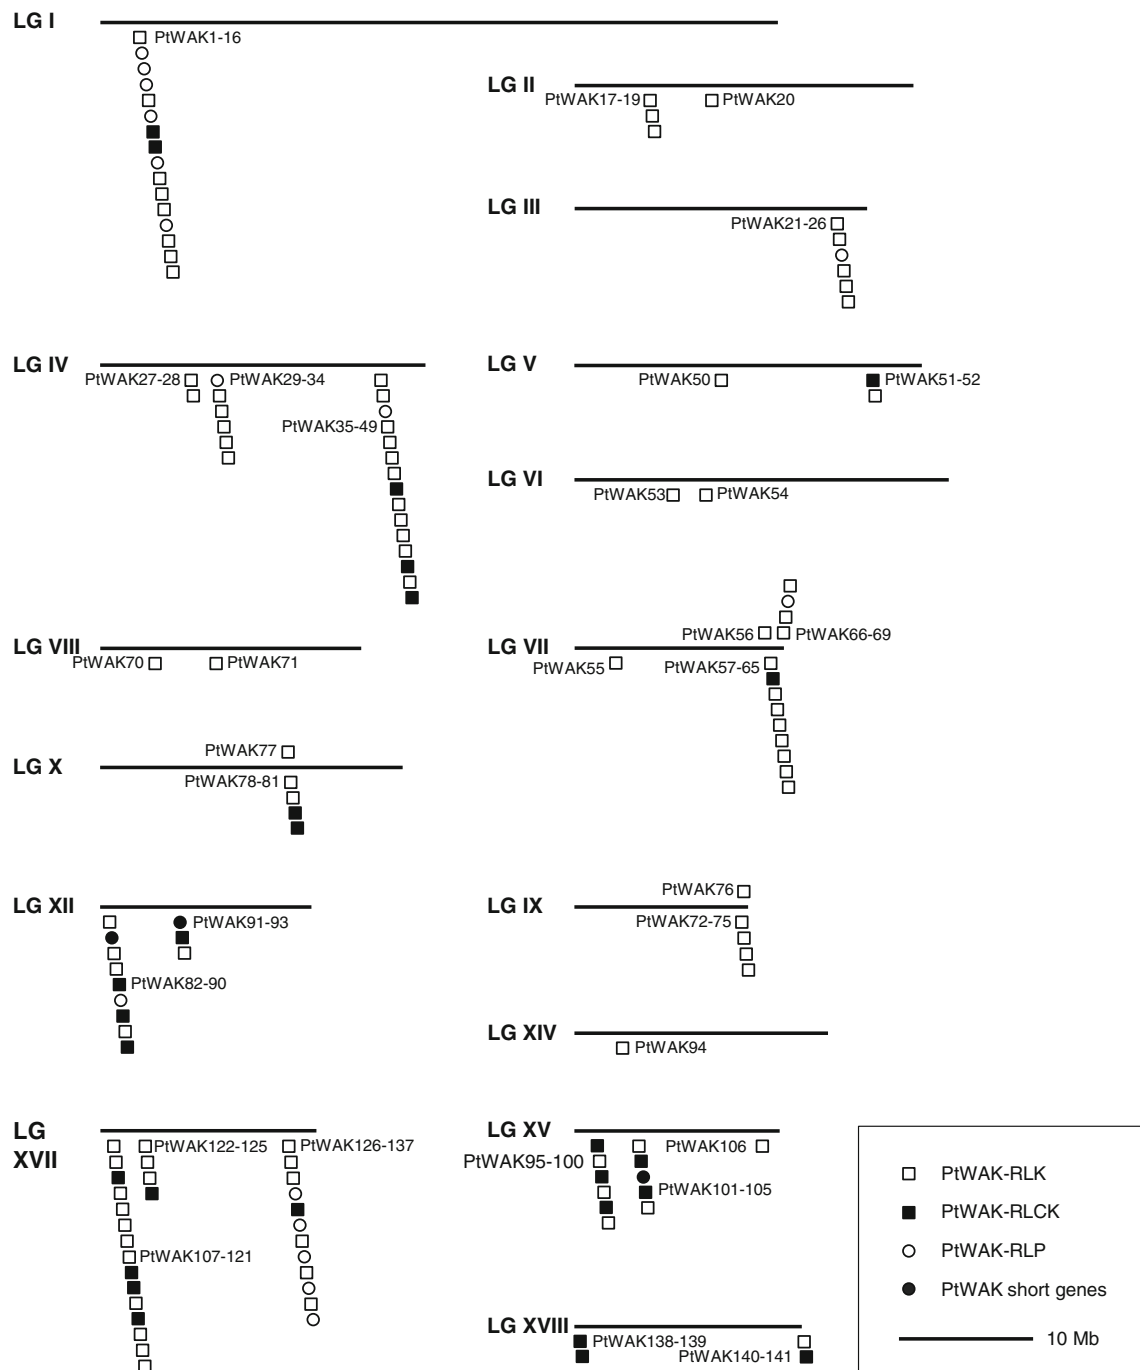 LG I
PtWAK1-16
LG II
PtWAK17-19
PtWAK20
LG III
PtWAK21-26
LG IV
PtWAK27-28
PtWAK29-34
PtWAK35-49
LG V
PtWAK50
PtWAK51-52
LG VI
PtWAK53
PtWAK54
LG VIII
PtWAK70
PtWAK71
LG VII
PtWAK56
PtWAK66-69
PtWAK55
PtWAK57-65
LG X
PtWAK77
PtWAK78-81
LG XII
PtWAK91-93
PtWAK82-90
LG IX
PtWAK76
PtWAK72-75
LG XIV
PtWAK94
LG
XVII
PtWAK122-125
PtWAK126-137
PtWAK107-121
LG XV
PtWAK106
PtWAK95-100
PtWAK101-105
LG XVIII
PtWAK138-139
PtWAK140-141
PtWAK-RLK
PtWAK-RLCK
PtWAK-RLP
PtWAK short genes
10 Mb